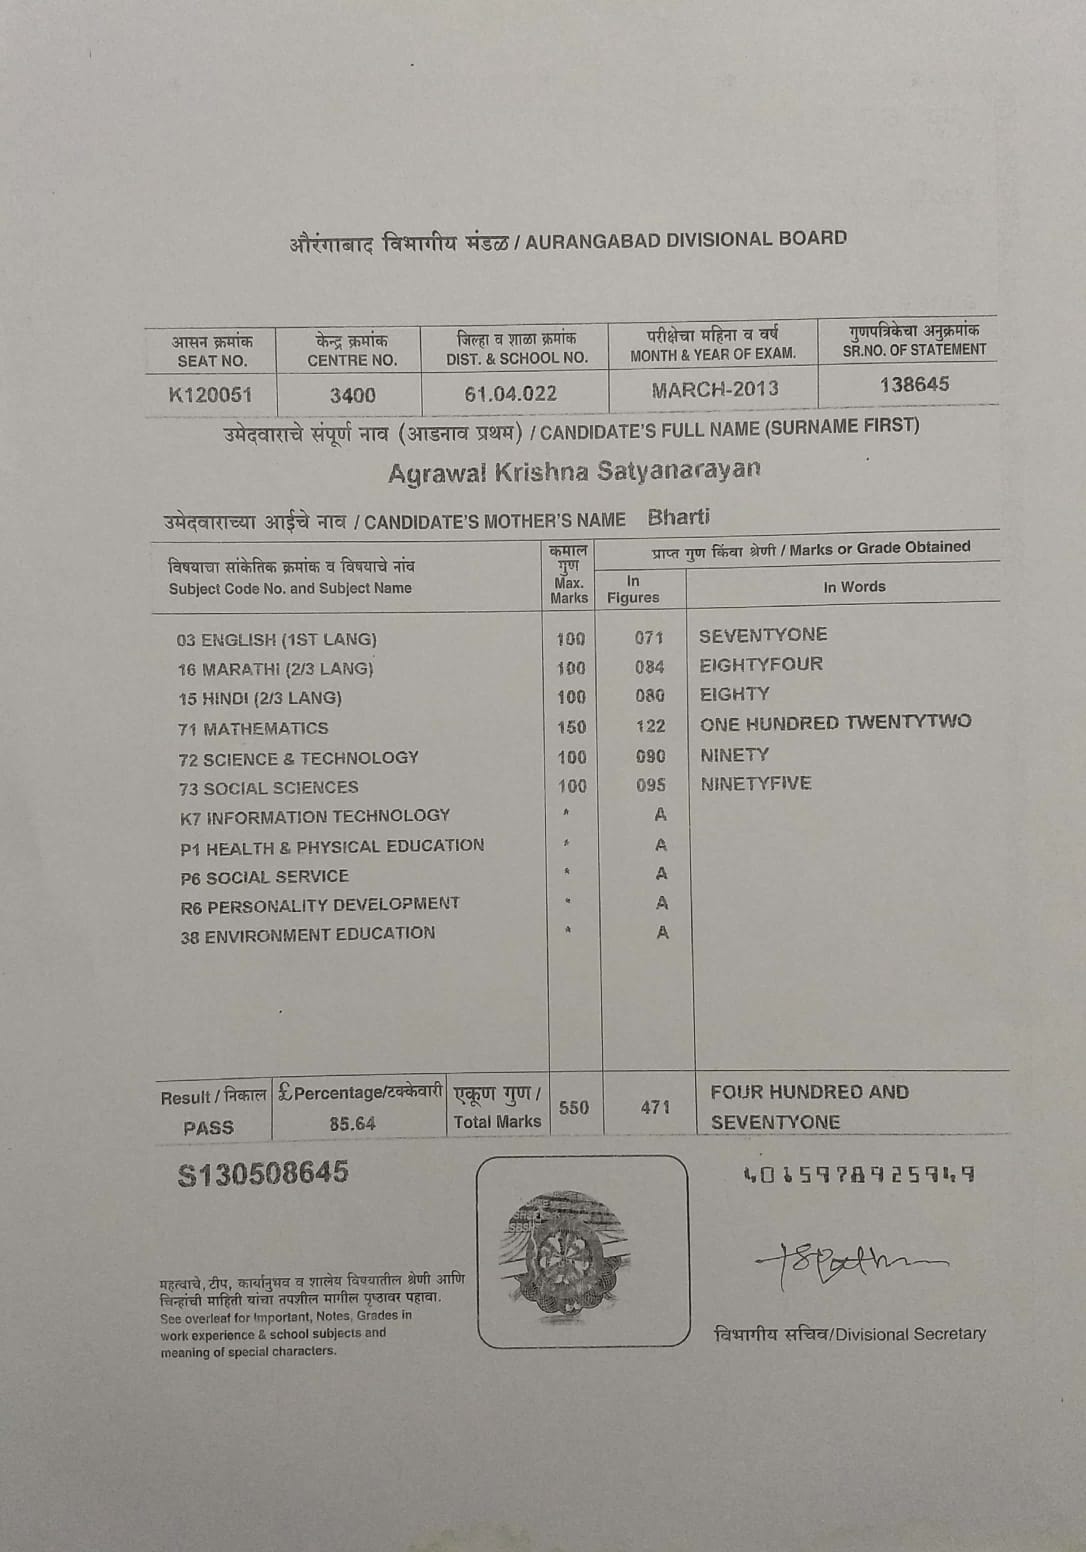 औरंगाबाद विभागीय मंडळ / AURANGABAD DIVISIONAL BOARD
आसन क्रमांक केन्द्र क्रमांक जिल्हा व शाळा क्रमांक परीक्षेचा महिना व वर्ष गुणपत्रिकेचा अनुक्रमांक
SEAT NO. CENTRE NO. DIST. & SCHOOL NO. MONTH & YEAR OF EXAM. SR.NO. OF STATEMENT
K120051 3400 61.04.022 MARCH-2013 138645
उमेदवाराचे संपूर्ण नाव (आडनाव प्रथम) / CANDIDATE'S FULL NAME (SURNAME FIRST)
Agrawal Krishna Satyanarayan
उमेदवाराच्या आईचे नाव / CANDIDATE'S MOTHER'S NAME Bharti
विषयाचा सांकेतिक क्रमांक व विषयाचे नांव
Subject Code No. and Subject Name
कमाल
गुण
Max.
Marks
प्राप्त गुण किंवा श्रेणी / Marks or Grade Obtained
In
Figures
In Words
03 ENGLISH (1ST LANG) 100 071 SEVENTYONE
16 MARATHI (2/3 LANG) 100 084 EIGHTYFOUR
15 HINDI (2/3 LANG) 100 080 EIGHTY
71 MATHEMATICS 150 122 ONE HUNDRED TWENTYTWO
72 SCIENCE & TECHNOLOGY 100 090 NINETY
73 SOCIAL SCIENCES 100 095 NINETYFIVE
K7 INFORMATION TECHNOLOGY * A
P1 HEALTH & PHYSICAL EDUCATION * A
P6 SOCIAL SERVICE * A
R6 PERSONALITY DEVELOPMENT * A
38 ENVIRONMENT EDUCATION * A
Result / निकाल £Percentage/टक्केवारी एकूण गुण / FOUR HUNDRED AND
PASS 85.64 Total Marks 550 471 SEVENTYONE
S130508645
महत्वाचे, टीप, कार्यानुभव व शालेय विषयातील श्रेणी आणि
चिन्हांची माहिती यांचा तपशील मागील पृष्ठावर पहावा.
See overleaf for Important, Notes, Grades in
work experience & school subjects and
meaning of special characters.
विभागीय सचिव/Divisional Secretary